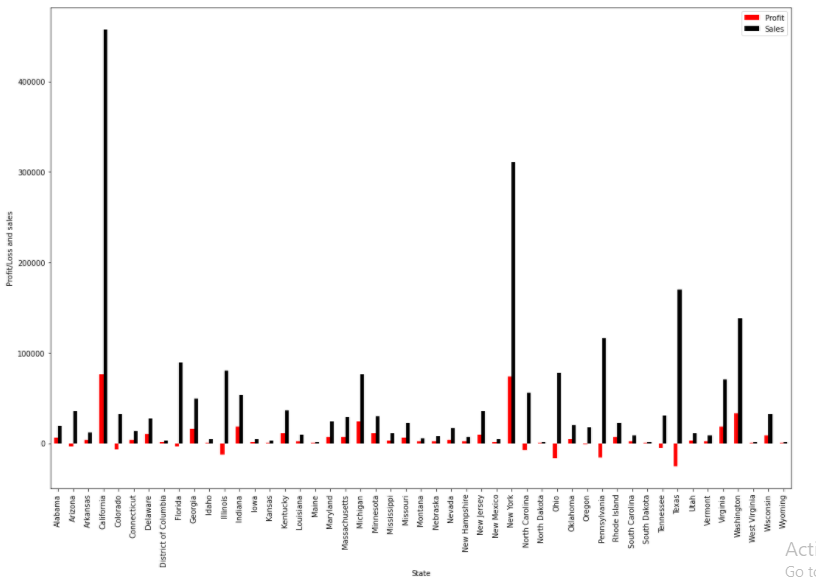 Profit
Sales
400000
300000
200000
100000
0
Profit/Loss and sales
Alabama
Arizona
Arkansas
California
Colorado
Connecticut
Delaware
District of Columbia
Florida
Georgia
Idaho
Illinois
Indiana
Iowa
Kansas
Kentucky
Louisiana
Maine
Maryland
Massachusetts
Michigan
Minnesota
Mississippi
Missouri
Montana
Nebraska
Nevada
New Hampshire
New Jersey
New Mexico
New York
North Carolina
North Dakota
Ohio
Oklahoma
Oregon
Pennsylvania
Rhode Island
South Carolina
South Dakota
Tennessee
Texas
Utah
Vermont
Virginia
Washington
West Virginia
Wisconsin
Wyoming
State
Acti
Go to